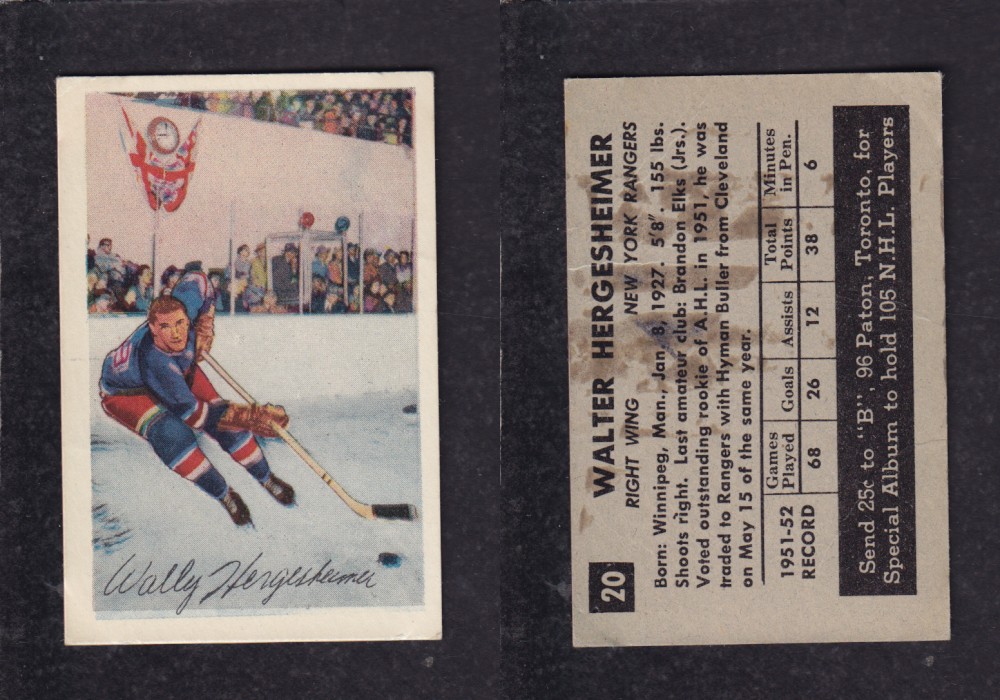 Wally Hergesheimer
20
WALTER HERGESHEIMER
RIGHT WING NEW YORK RANGERS
Born: Winnipeg, Man., Jan. 8, 1927. 5'8". 155 lbs.
Shoots right. Last amateur club: Brandon Elks (Jrs.).
Voted outstanding rookie of A.H.L. in 1951, he was
traded to Rangers with Hyman Buller from Cleveland
on May 15 of the same year.
1951-52 RECORD
Games Played Goals Assists Total Points Minutes in Pen.
68 26 12 38 6
Send 25c to "B", 96 Paton, Toronto, for
Special Album to hold 105 N.H.L. Players